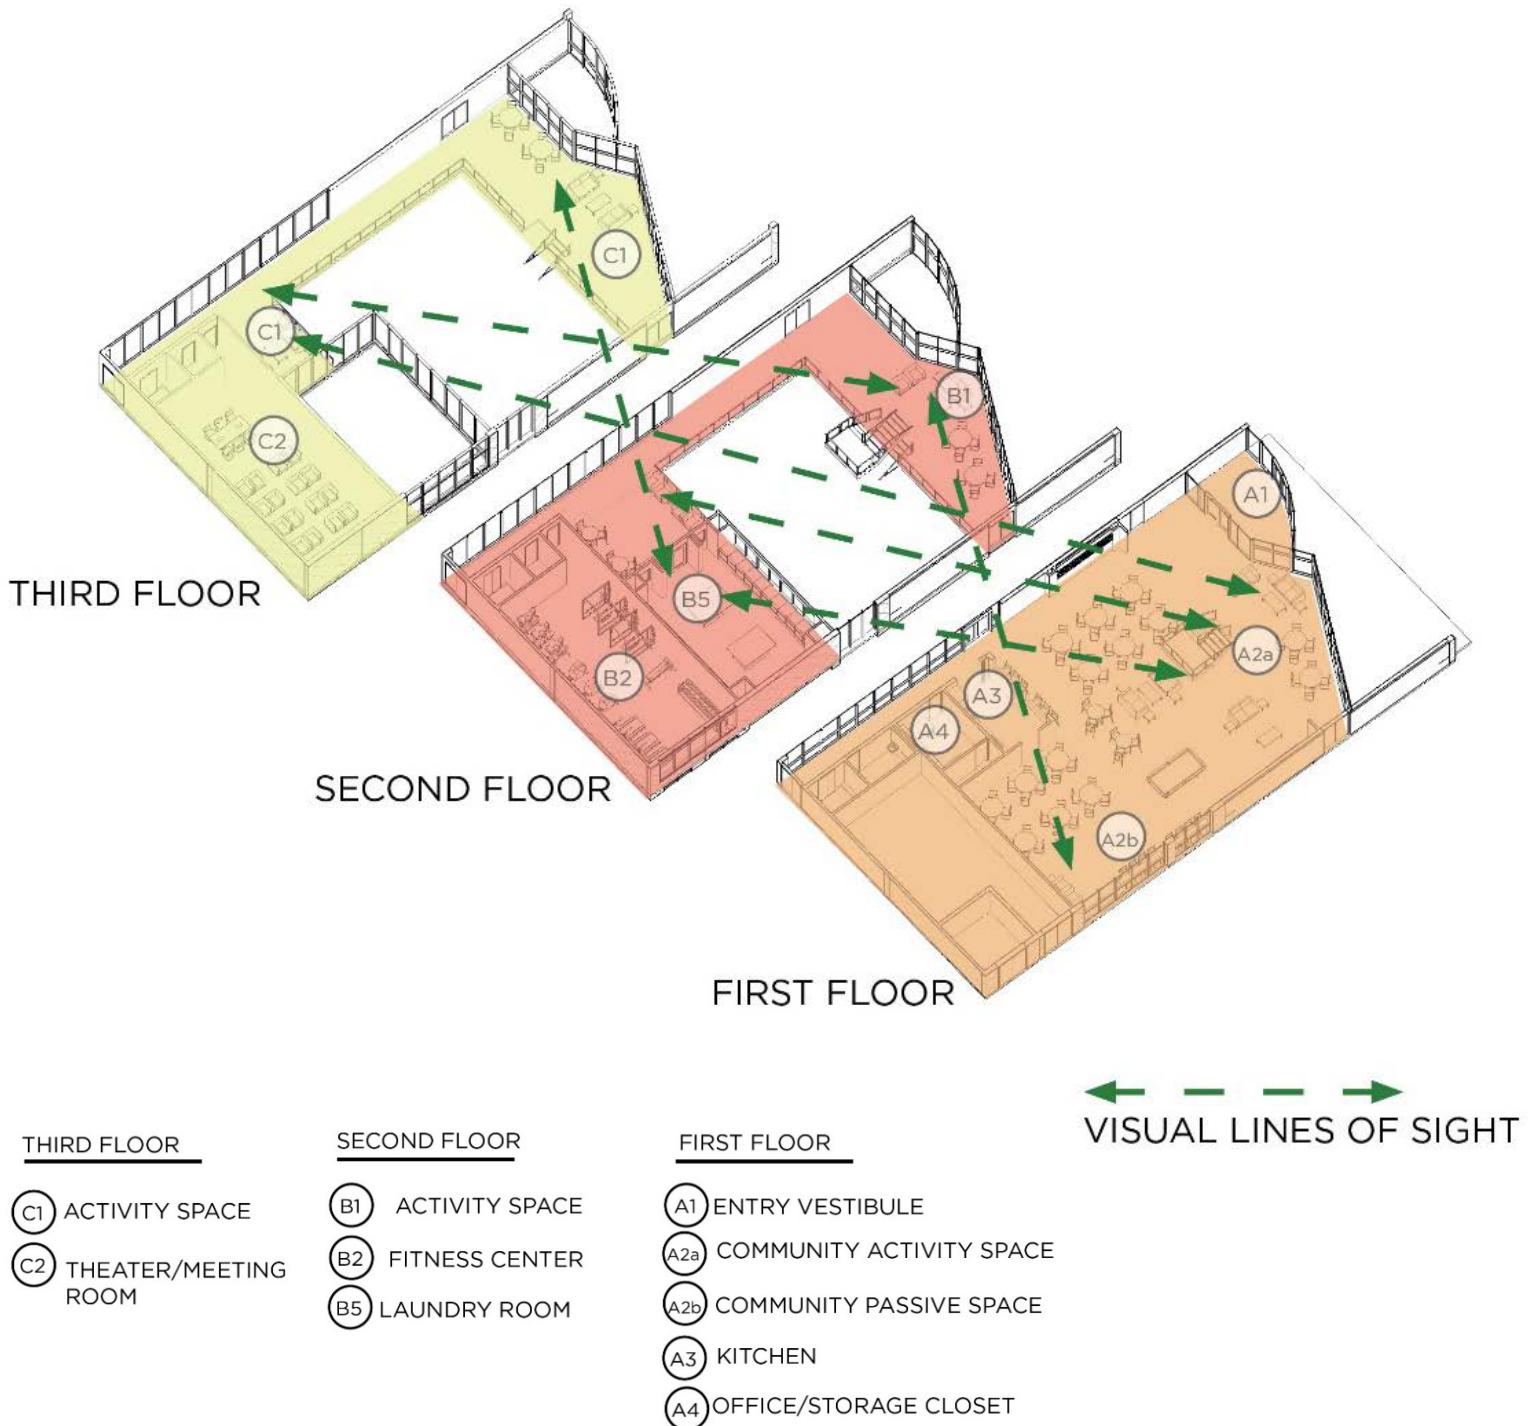 C1
C1
C2
THIRD FLOOR
B1
B5
B2
SECOND FLOOR
A1
A2a
A3
A4
A2b
FIRST FLOOR
VISUAL LINES OF SIGHT
THIRD FLOOR
C1 ACTIVITY SPACE
C2 THEATER/MEETING
ROOM
SECOND FLOOR
B1 ACTIVITY SPACE
B2 FITNESS CENTER
B5 LAUNDRY ROOM
FIRST FLOOR
A1 ENTRY VESTIBULE
A2a COMMUNITY ACTIVITY SPACE
A2b COMMUNITY PASSIVE SPACE
A3 KITCHEN
A4 OFFICE/STORAGE CLOSET